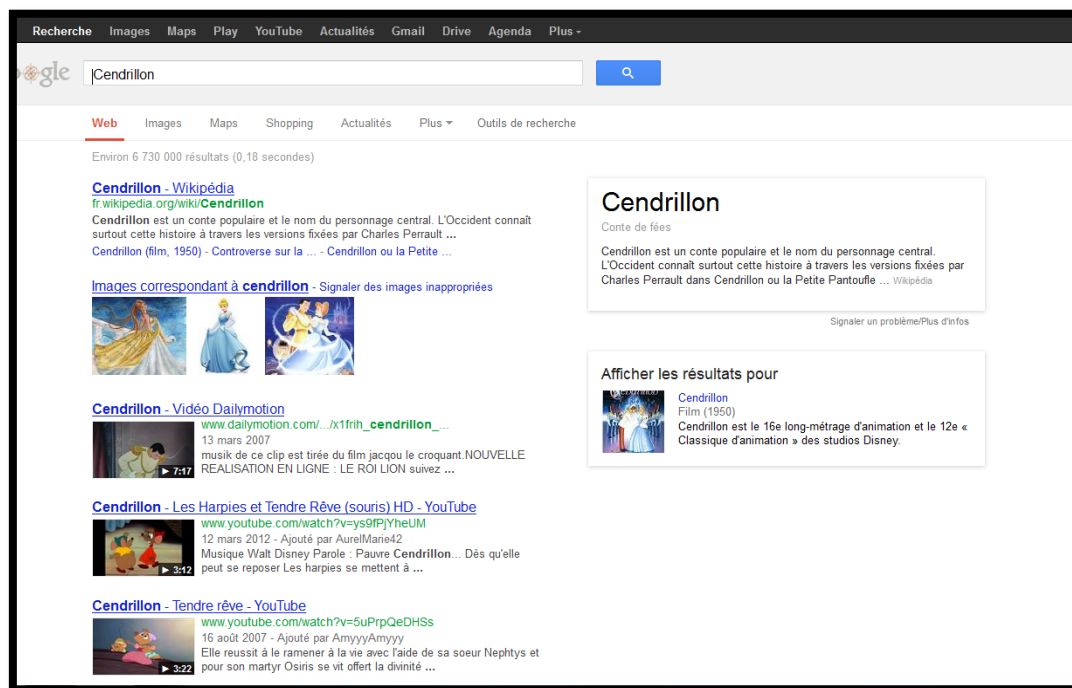 Recherche Images Maps Play YouTube Actualités Gmail Drive Agenda Plus
gle
Cendrillon
Web Images Maps Shopping Actualités Plus Outils de recherche
Environ 6 730 000 résultats (0,18 secondes)
Cendrillon - Wikipédia
fr.wikipedia.org/wiki/Cendrillon
Cendrillon est un conte populaire et le nom du personnage central. L'Occident connaît
surtout cette histoire à travers les versions fixées par Charles Perrault ...
Cendrillon (film, 1950) - Controverse sur la ... - Cendrillon ou la Petite ...
Images correspondant à cendrillon - Signaler des images inappropriées
Cendrillon - Vidéo Dailymotion
www.dailymotion.com/.../x1frih_cendrillon_...
13 mars 2007
musik de ce clip est tirée du film jacqou le croquant.NOUVELLE
REALISATION EN LIGNE : LE ROI LION suivez ...
7:17
Cendrillon - Les Harpies et Tendre Rêve (souris) HD - YouTube
www.youtube.com/watch?v=ys9fPjYheUM
12 mars 2012 - Ajouté par AurelMarie42
Musique Walt Disney Parole : Pauvre Cendrillon... Dès qu'elle
peut se reposer Les harpies se mettent à ...
3:12
Cendrillon - Tendre rêve - YouTube
www.youtube.com/watch?v=5uPrpQeDHSs
16 août 2007 - Ajouté par AmyyyAmyyy
Elle reussit à le ramener à la vie avec l'aide de sa soeur Nephtys et
pour son martyr Osiris se vit offert la divinité ...
3:22
Cendrillon
Conte de fées
Cendrillon est un conte populaire et le nom du personnage central.
L'Occident connaît surtout cette histoire à travers les versions fixées par
Charles Perrault dans Cendrillon ou la Petite Pantoufle ... Wikipédia
Signaler un problème/Plus d'infos
Afficher les résultats pour
Cendrillon
Film (1950)
Cendrillon est le 16e long-métrage d'animation et le 12e «
Classique d'animation » des studios Disney.